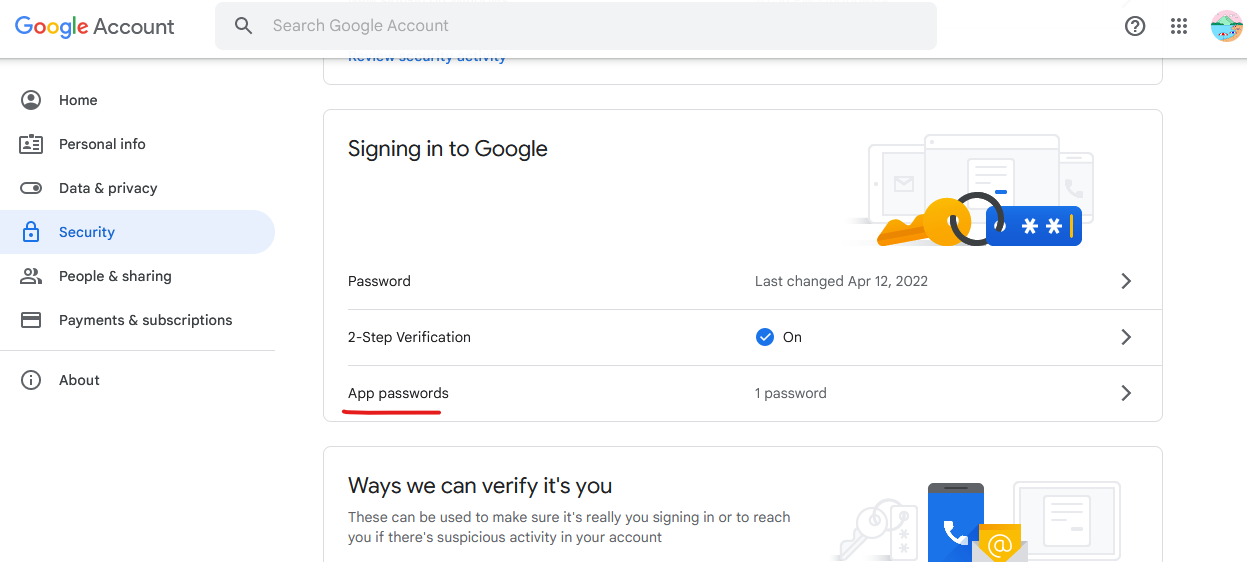 Google Account
Search Google Account
Review security activity
Home
Personal info
Data & privacy
Security
People & sharing
Payments & subscriptions
About
Signing in to Google
**
Password
Last changed Apr 12, 2022
2-Step Verification
On
App passwords
1 password
Ways we can verify it's you
These can be used to make sure it's really you signing in or to reach
you if there's suspicious activity in your account
@